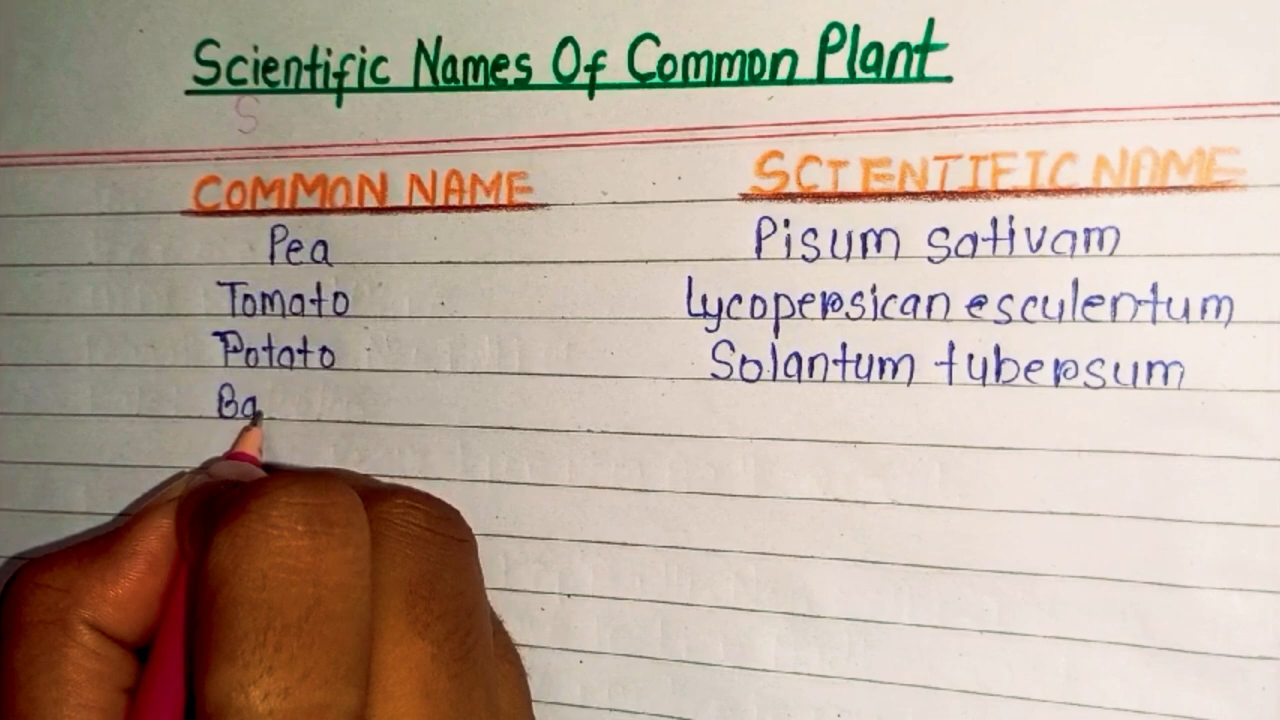 Scientific Names Of Common Plant
S
COMMON NAME SCIENTIFIC NAME
Pea Pisum sativam
Tomato Lycopersican esculentum
Potato Solantum tubersum
Ba